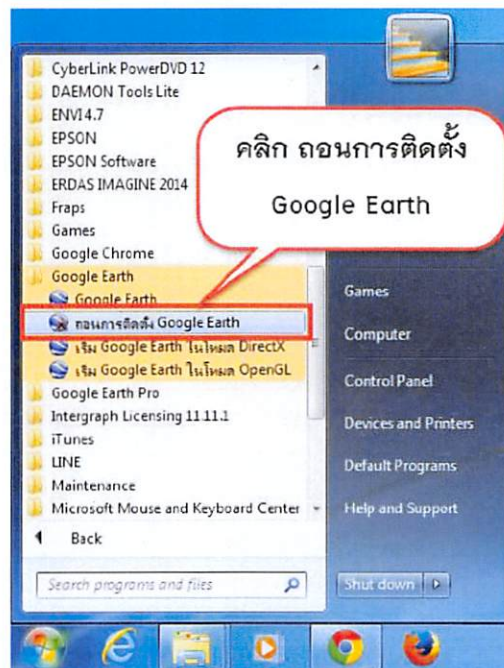 CyberLink PowerDVD 12
DAEMON Tools Lite
ENVI 4.7
EPSON
EPSON Software
ERDAS IMAGINE 2014
Fraps
Games
Google Chrome
Google Earth
Google Earth
ถอนการติดตั้ง Google Earth
เริ่ม Google Earth ในโหมด DirectX
เริ่ม Google Earth ในโหมด OpenGL
Google Earth Pro
Intergraph Licensing 11.11.1
iTunes
LINE
Maintenance
Microsoft Mouse and Keyboard Center
Back
Search programs and files
คลิก ถอนการติดตั้ง
Google Earth
Games
Computer
Control Panel
Devices and Printers
Default Programs
Help and Support
Shut down